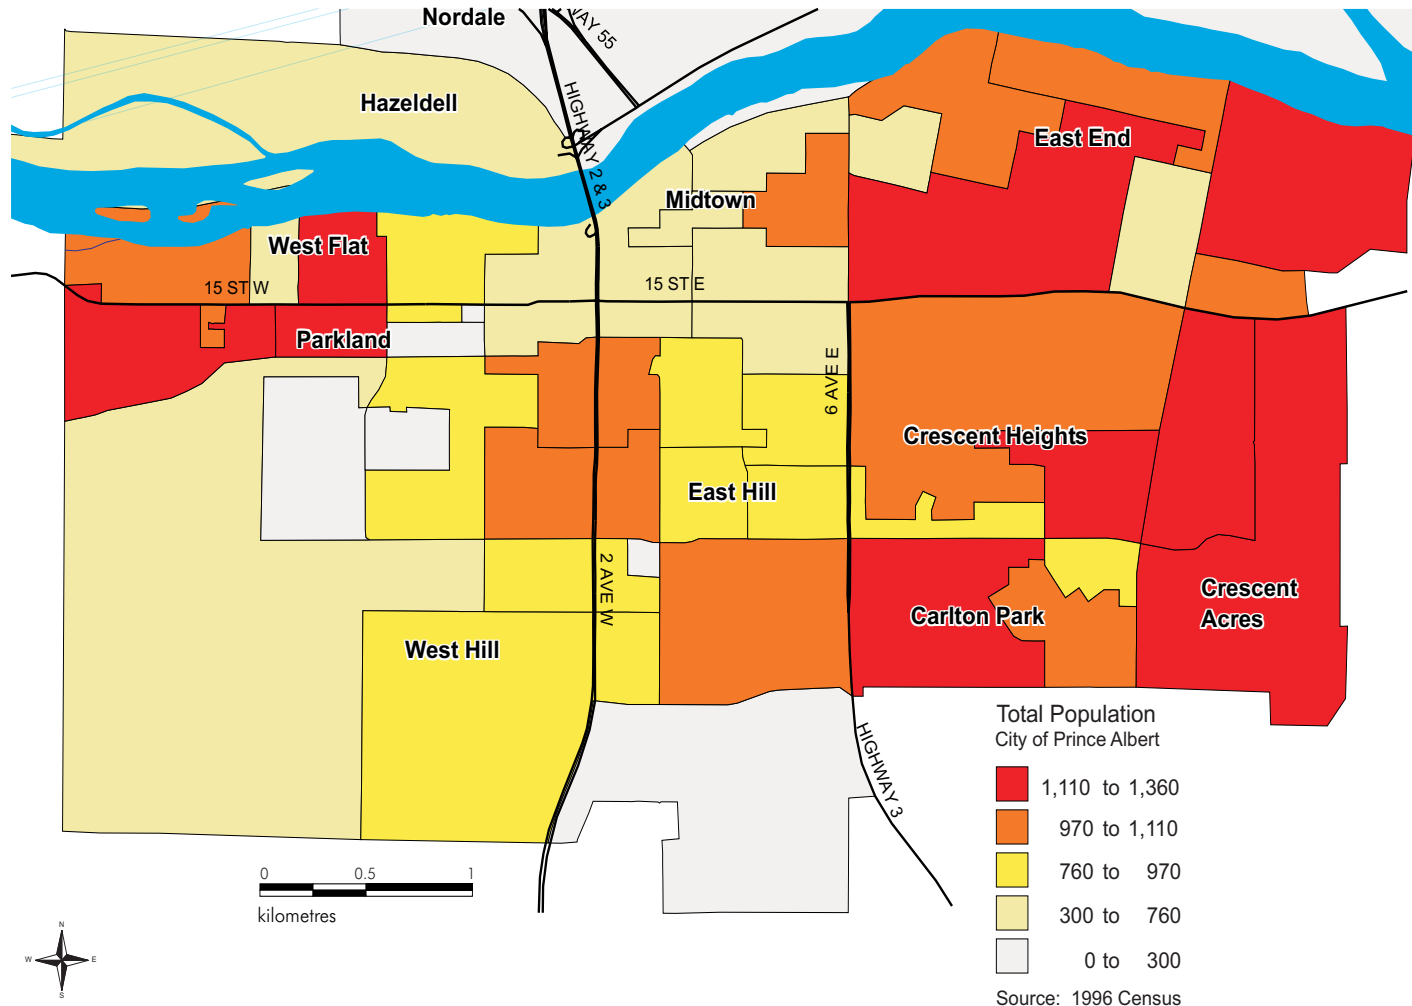 Nordale
WAY 55
Hazeldell
HIGHWAY 2 & 3
East End
Midtown
West Flat
15 ST W
15 ST E
Parkland
6 AVE E
Crescent Heights
East Hill
2 AVE W
Crescent
Acres
Carlton Park
West Hill
HIGHWAY 3
Total Population
City of Prince Albert
1,110 to 1,360
970 to 1,110
760 to 970
300 to 760
0 to 300
Source: 1996 Census
0 0.5 1
kilometres
N
W E
S